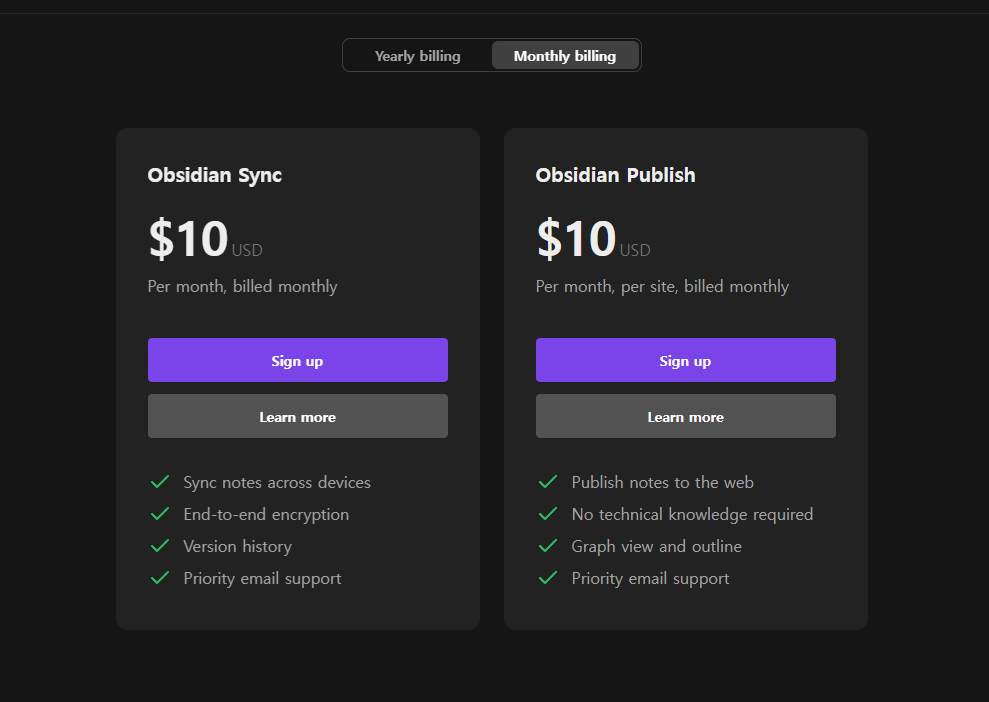 Yearly billing Monthly billing
Obsidian Sync
$10 USD
Per month, billed monthly
Sign up
Learn more
Sync notes across devices
End-to-end encryption
Version history
Priority email support
Obsidian Publish
$10 USD
Per month, per site, billed monthly
Sign up
Learn more
Publish notes to the web
No technical knowledge required
Graph view and outline
Priority email support